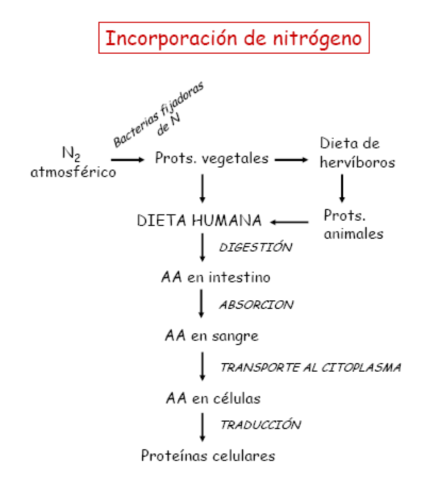 Incorporación de nitrógeno
Bacterias fijadoras
de N
N2
atmosférico
Prots. vegetales
Dieta de
hervíboros
DIETA HUMANA
Prots.
animales
DIGESTIÓN
AA en intestino
ABSORCION
AA en sangre
TRANSPORTE AL CITOPLASMA
AA en células
TRADUCCIÓN
Proteínas celulares